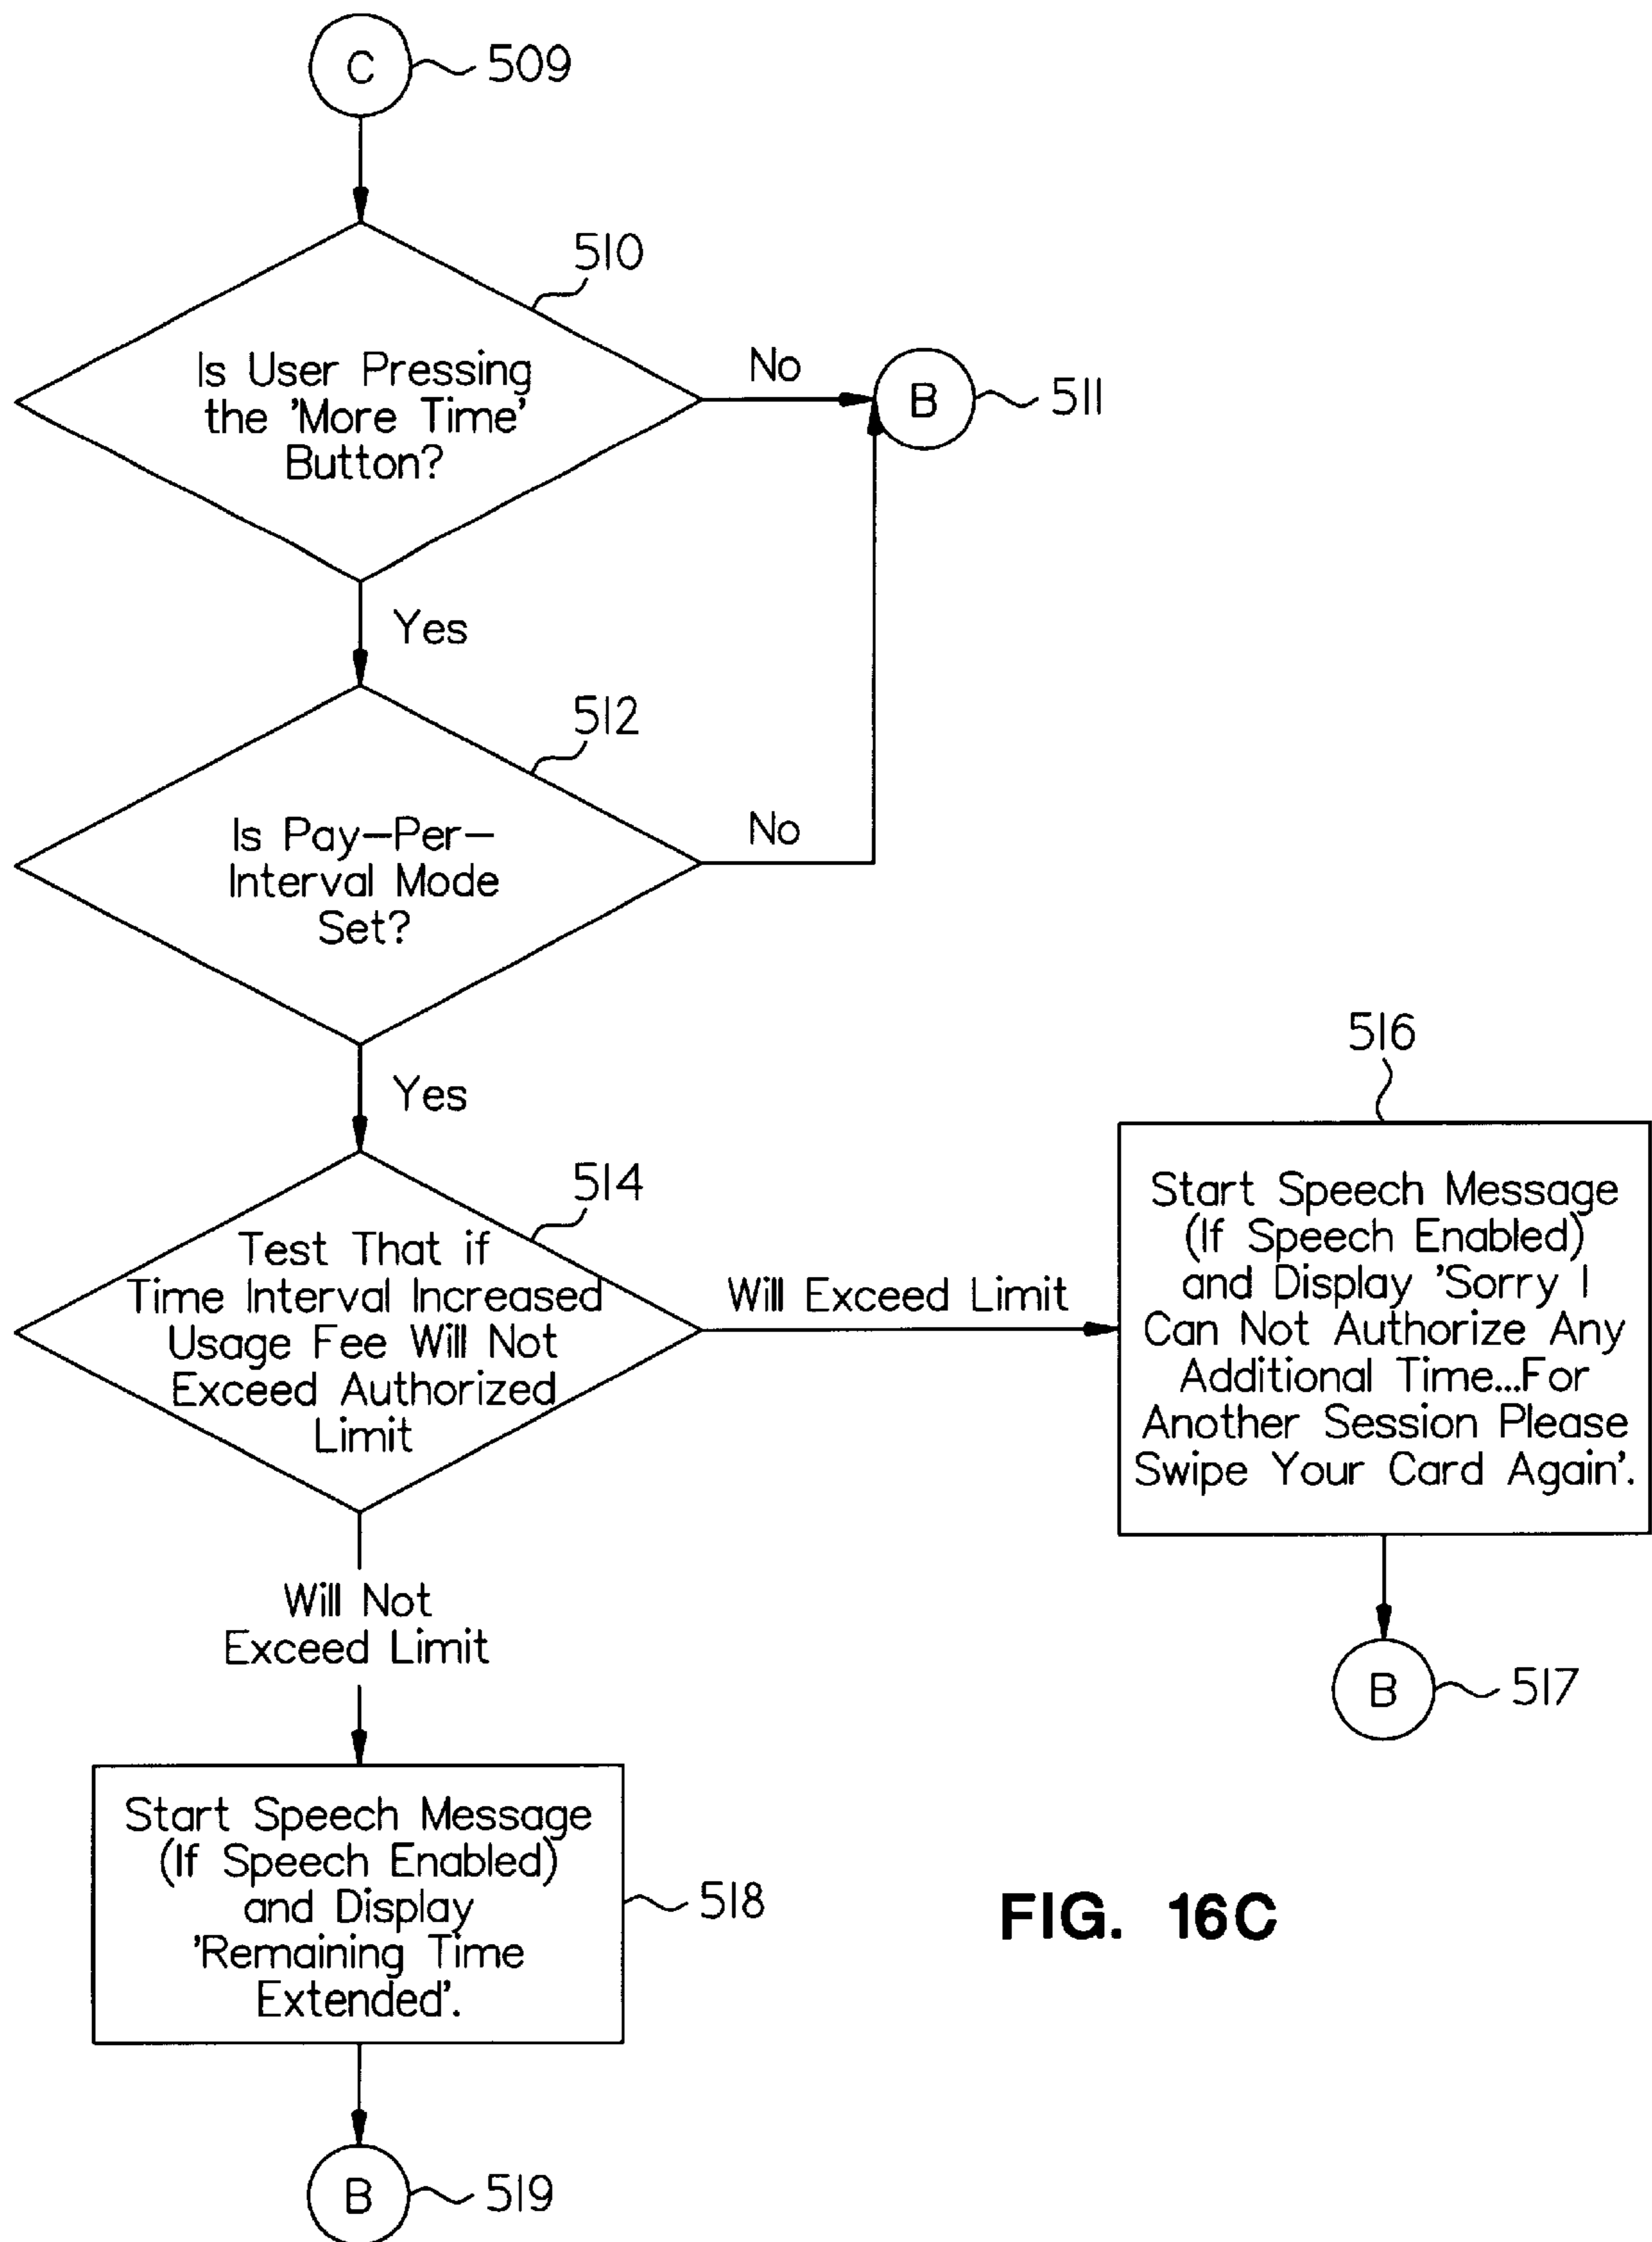 C
509
510
Is User Pressing
the 'More Time'
Button?
No
B
511
Yes
512
Is Pay-Per-
Interval Mode
Set?
No
Yes
514
Test That if
Time Interval Increased
Usage Fee Will Not
Exceed Authorized
Limit
Will Exceed Limit
516
Start Speech Message
(If Speech Enabled)
and Display 'Sorry I
Can Not Authorize Any
Additional Time...For
Another Session Please
Swipe Your Card Again'.
B
517
Will Not
Exceed Limit
Start Speech Message
(If Speech Enabled)
and Display
'Remaining Time
Extended'.
518
B
519
FIG. 16C